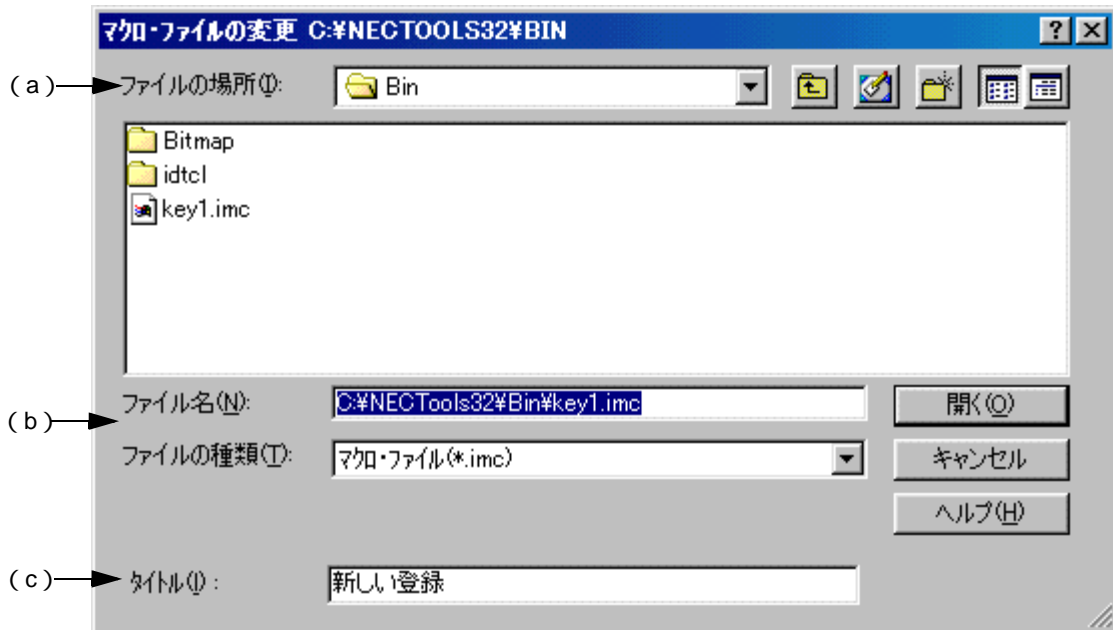 マクロ・ファイルの変更 C:¥NECTOOLS32¥BIN
(a) ファイルの場所(I): Bin
Bitmap
idtcl
key1.imc
(b)
ファイル名(N): C:¥NECTools32¥Bin¥key1.imc 開く(O)
ファイルの種類(T): マクロ・ファイル(*.imc) キャンセル
ヘルプ(H)
(c) タイトル(I) : 新しい登録